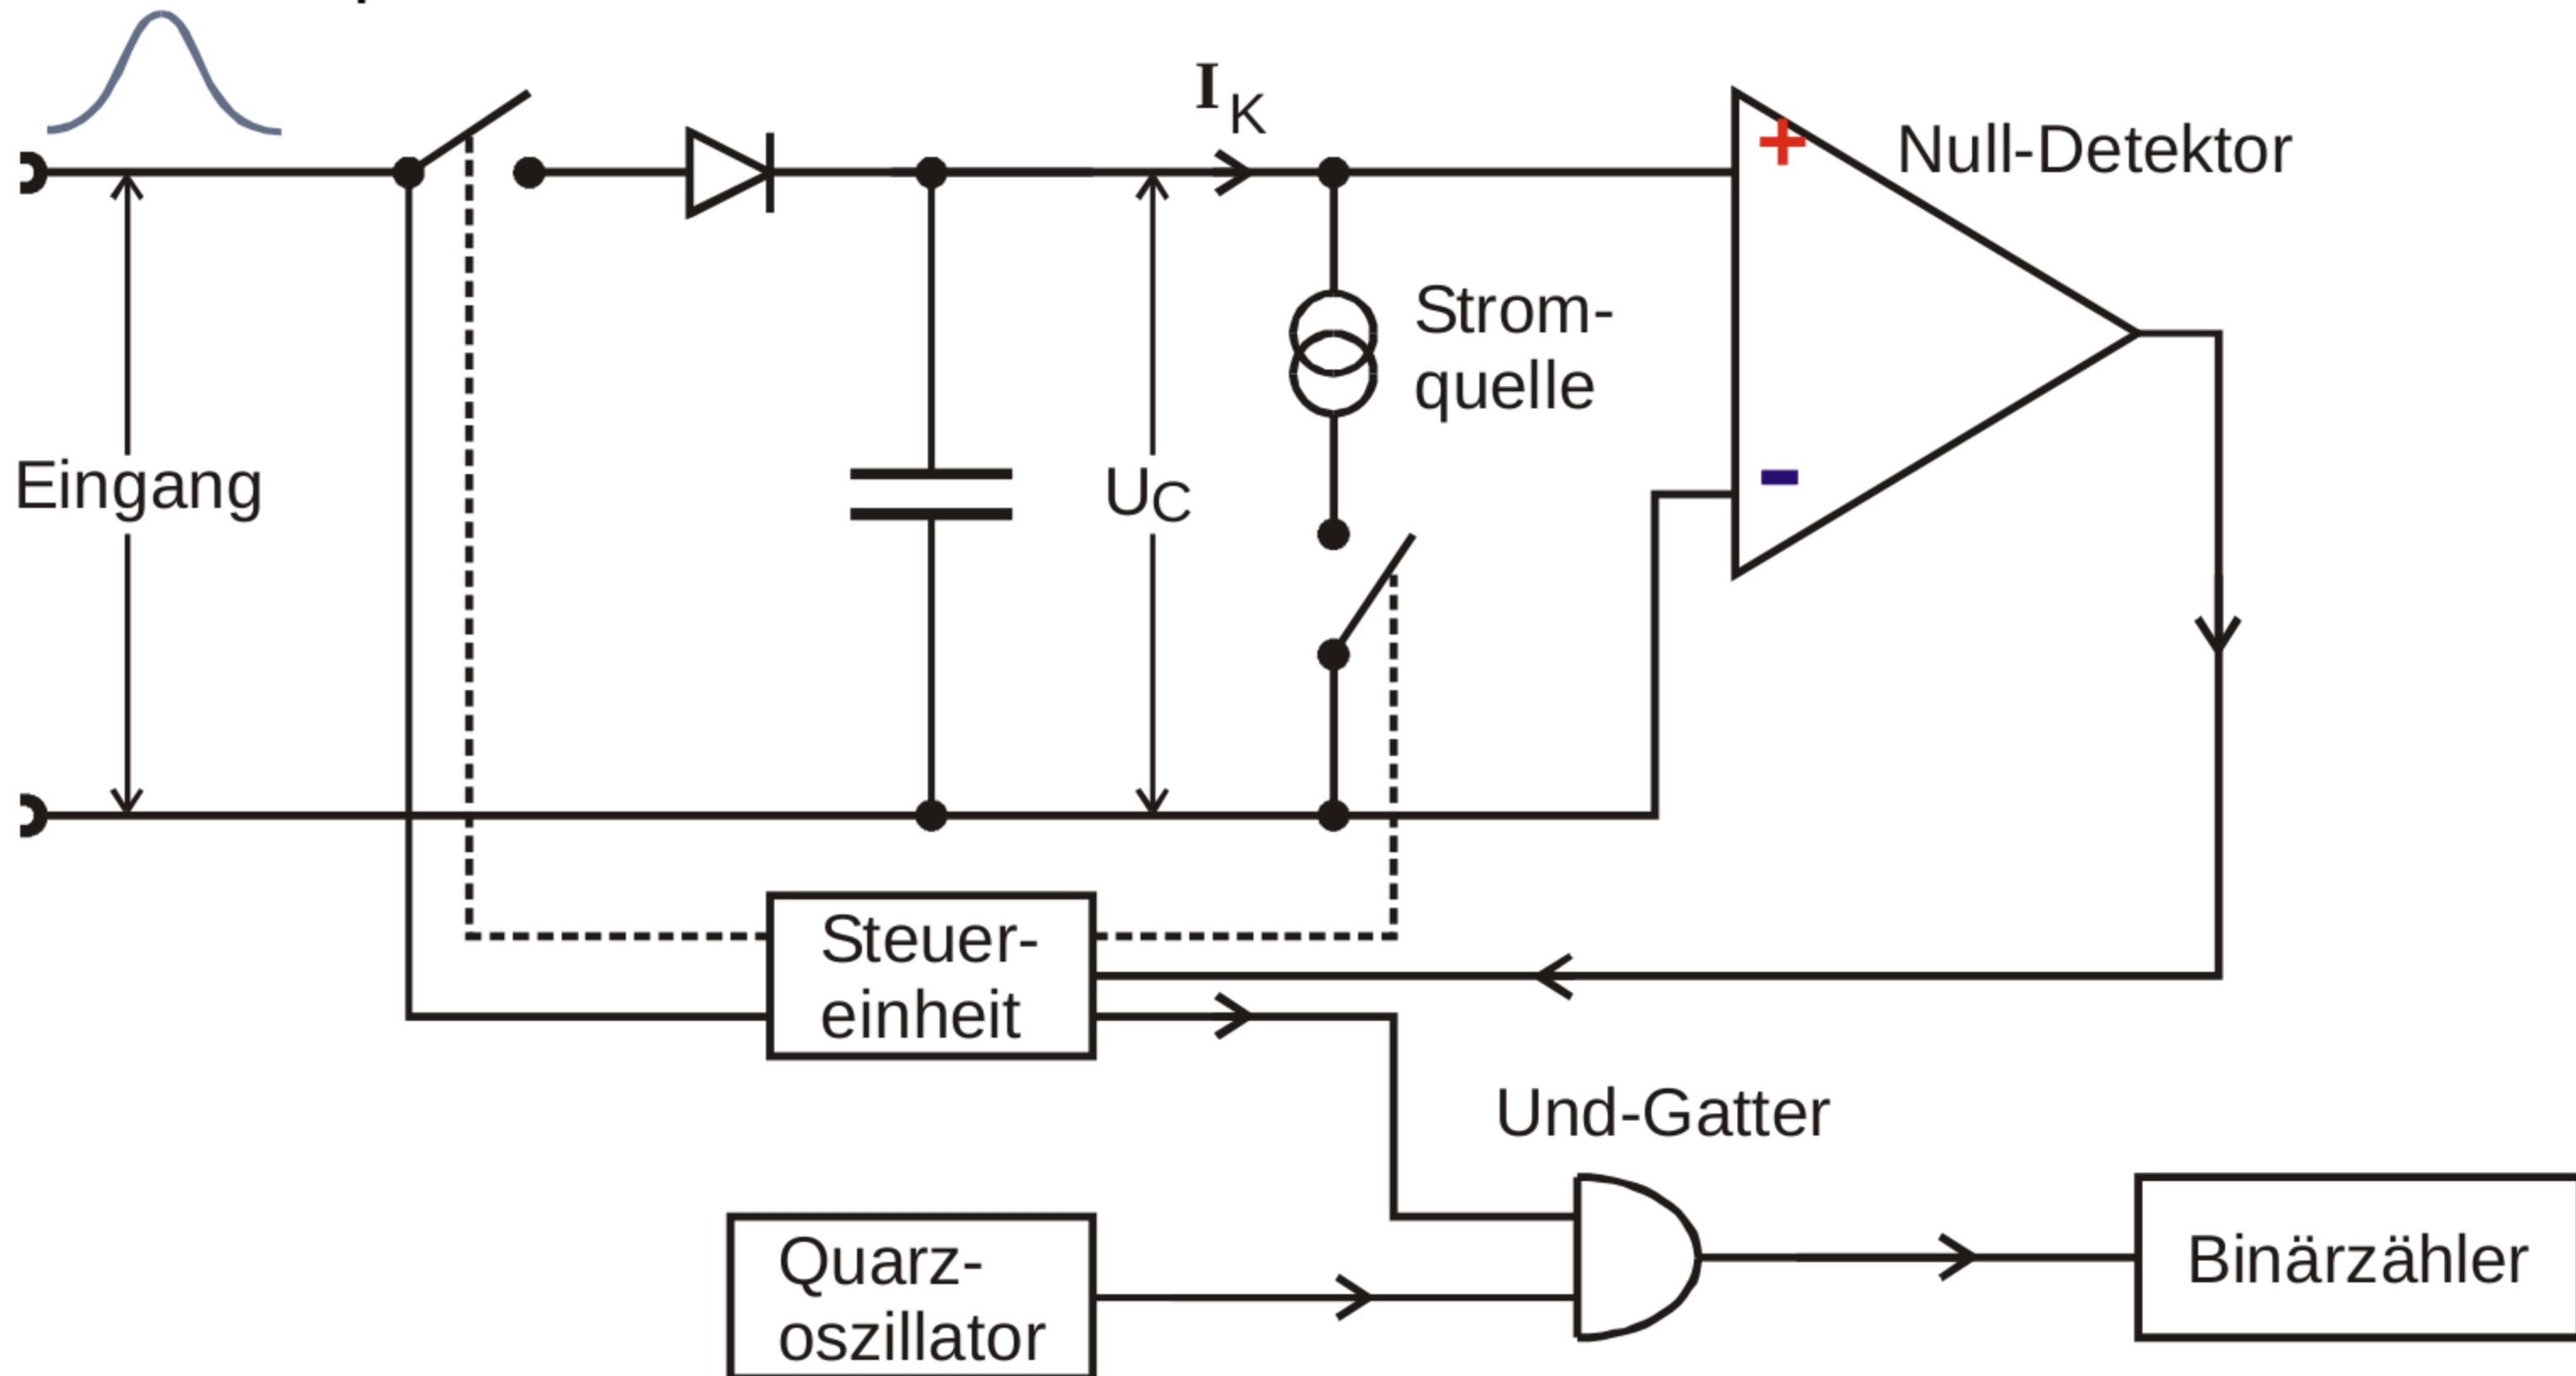 I K
+
Null-Detektor
Strom-
quelle
Eingang
UC
-
Steuer-
einheit
Und-Gatter
Quarz-
oszillator
Binärzähler